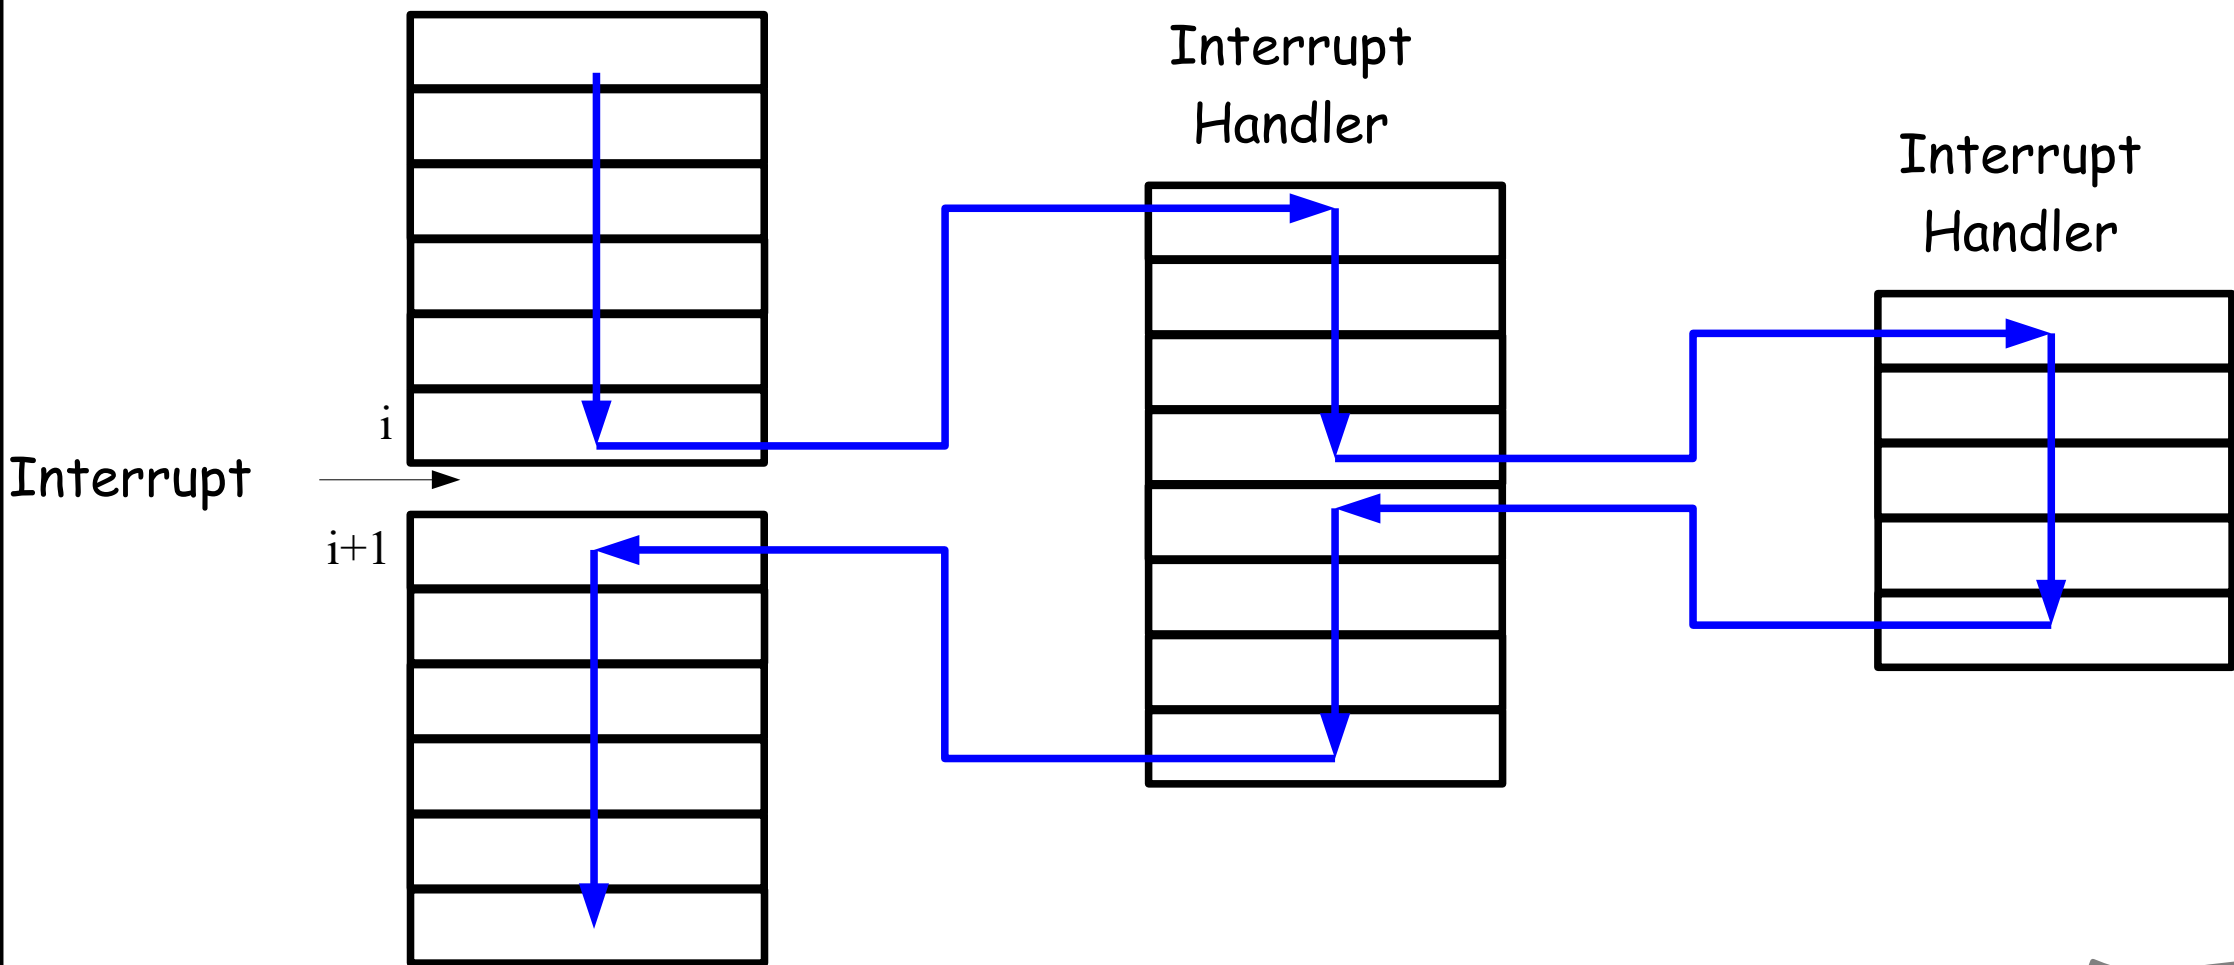 Interrupt
Handler
Interrupt
Handler
i
Interrupt
i+1